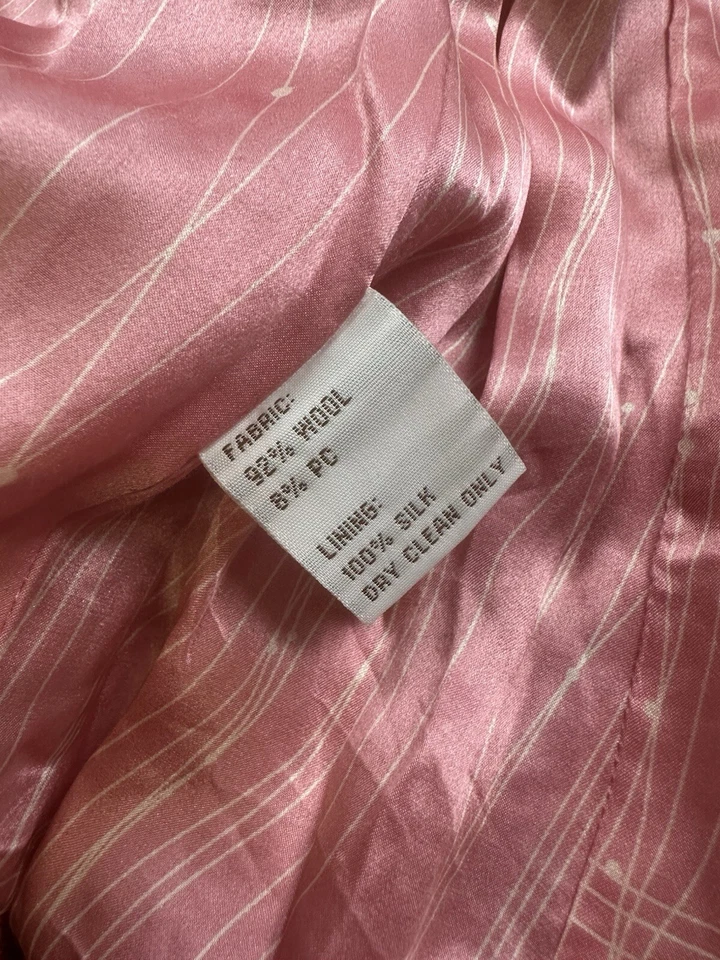 FABRIC:
92% WOOL
8% PC
LINING:
100% SILK
DRY CLEAN ONLY